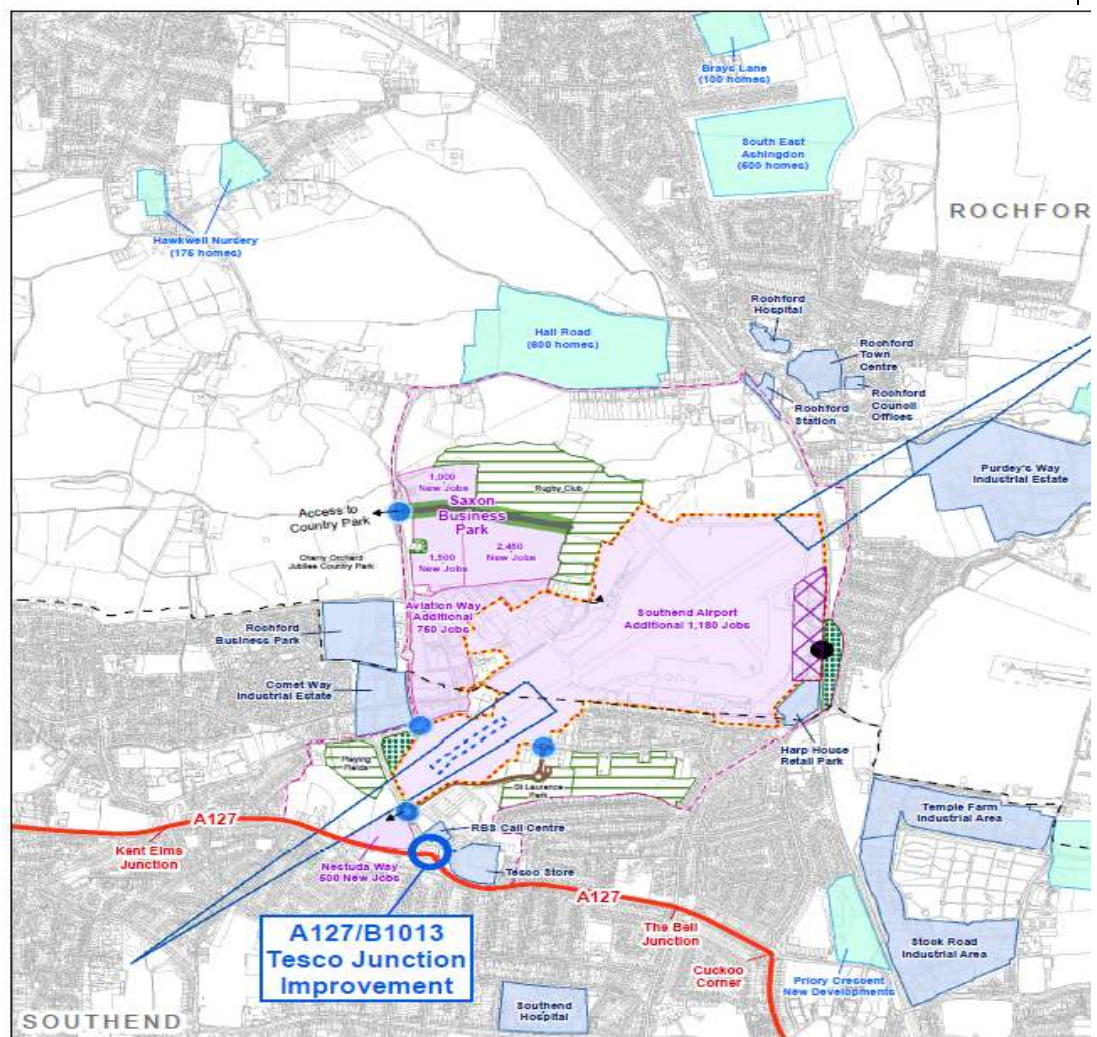 Brays Lane
(100 homes)
South East
Ashingdon
(500 homes)
ROCHFOR
Hawkwell Nursery
(175 homes)
Rochford
Hospital
Hall Road
(600 homes)
Rochford
Town
Centre
Rochford
Council
Offices
Rochford
Station
Purdey's Way
Industrial Estate
1,000
New Jobs
Rugby Club
Saxon
Business
Park
Access to
Country Park
1,500
New Jobs
2,450
New Jobs
Cherry Orchard
Jubilee Country Park
Aviation Way
Additional
750 Jobs
Southend Airport
Additional 1,180 Jobs
Rochford
Business Park
Comet Way
Industrial Estate
Harp House
Retail Park
Playing
Fields
St Laurence
Park
Temple Farm
Industrial Area
A127
RBS Call Centre
Kent Elms
Junction
Nestuda Way
500 New Jobs
Tesco Store
A127
The Bell
Junction
A127/B1013
Tesco Junction
Improvement
Cuckoo
Corner
Stock Road
Industrial Area
Priory Crescent
New Developments
Southend
Hospital
SOUTHEND